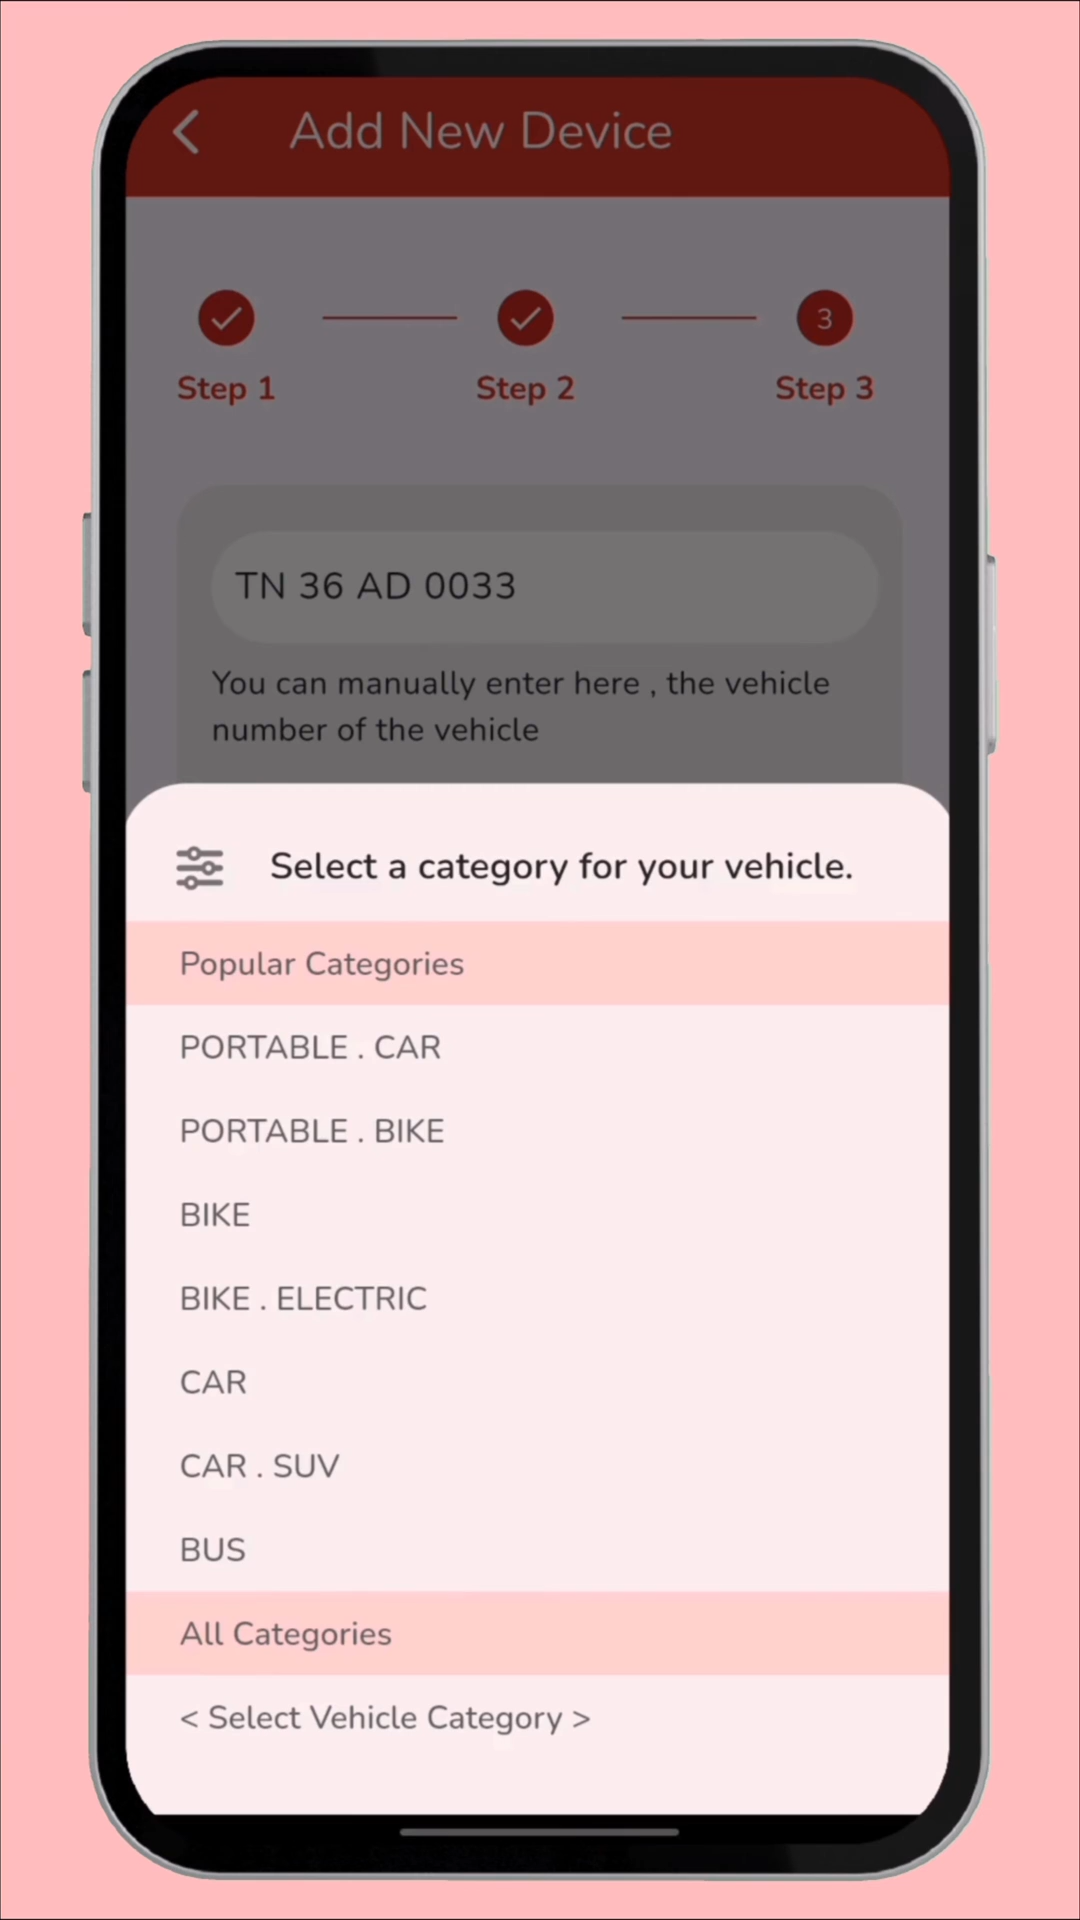 Add New Device
3
Step 1 Step 2 Step 3
TN 36 AD 0033
You can manually enter here , the vehicle
number of the vehicle
Select a category for your vehicle.
Popular Categories
PORTABLE . CAR
PORTABLE . BIKE
BIKE
BIKE . ELECTRIC
CAR
CAR . SUV
BUS
All Categories
< Select Vehicle Category >